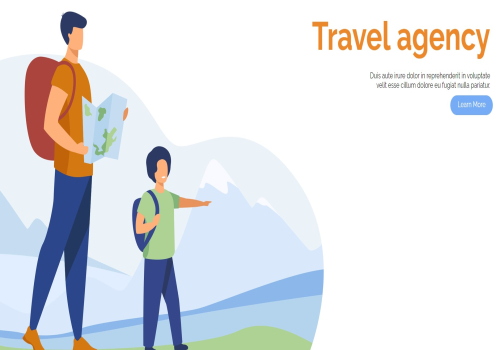 Travel agency
Duis aute irure dolor in reprehenderit in voluptate
velit esse cillum dolore eu fugiat nulla pariatur.
Learn More